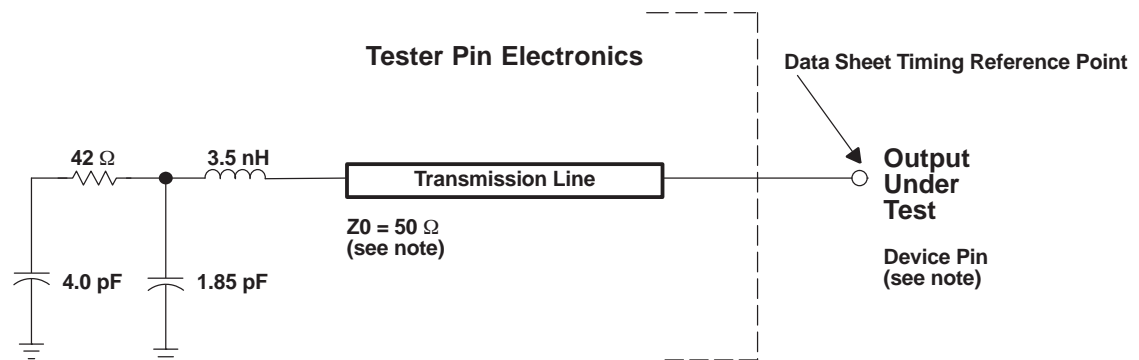 Tester Pin Electronics
Data Sheet Timing Reference Point
42 Ω
3.5 nH
Transmission Line
Output
Under
Test
Z0 = 50 Ω
(see note)
Device Pin
(see note)
4.0 pF
1.85 pF